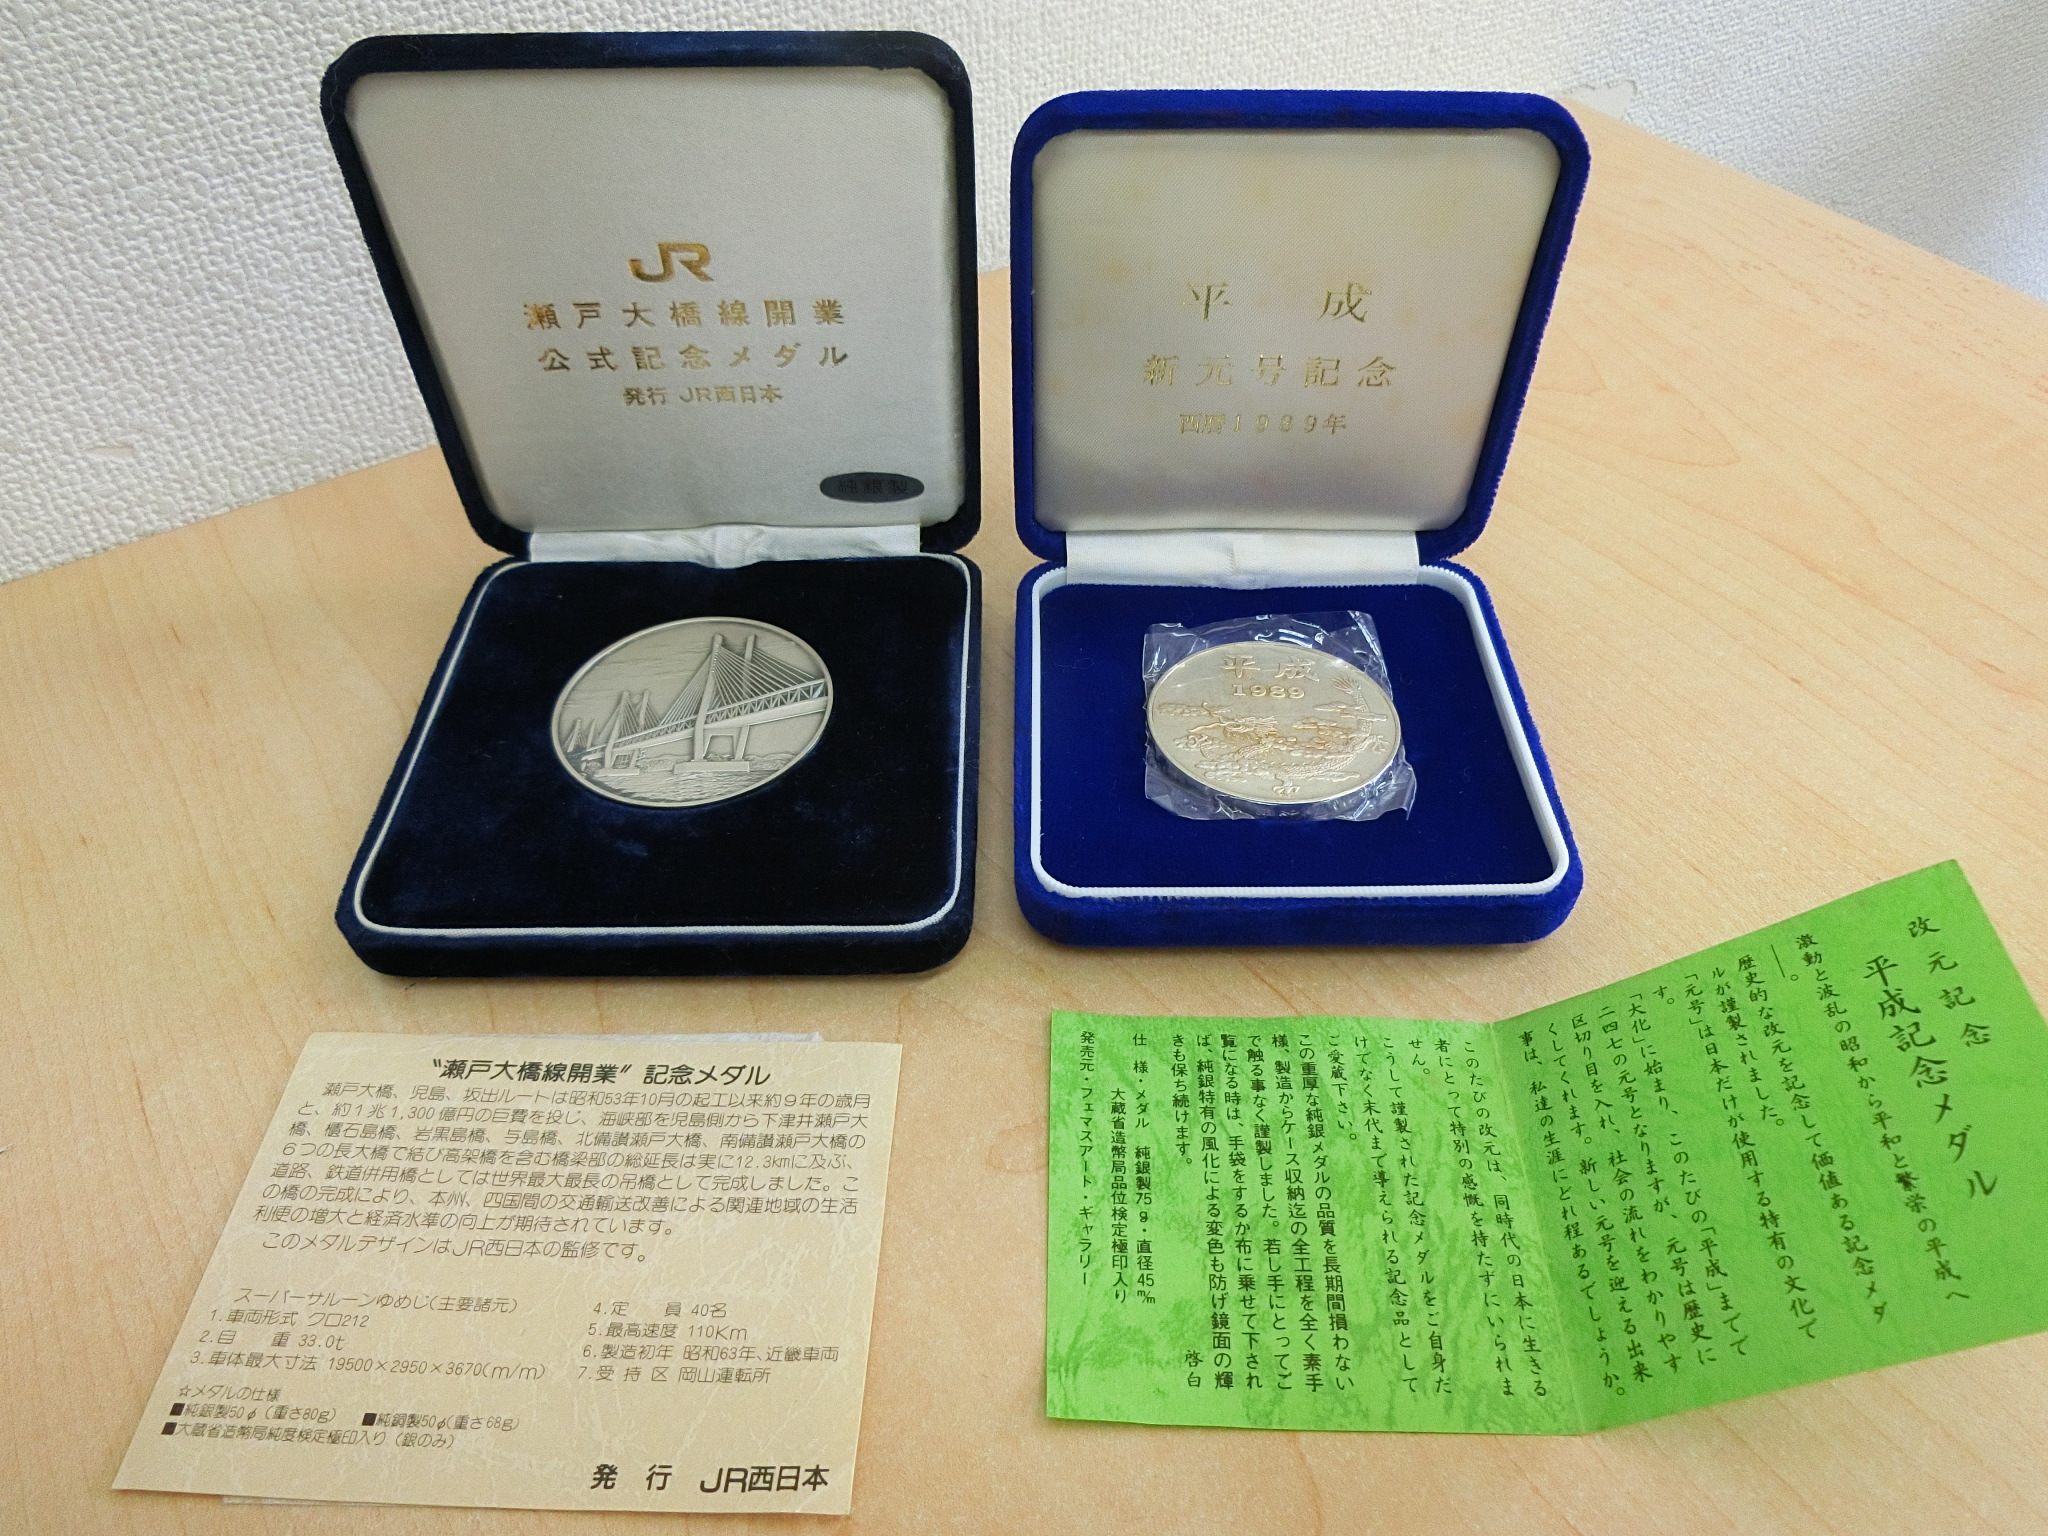 JR
瀬戸大橋線開業
公式記念メダル
発行 JR西日本
純銀製
平成
新元号記念
西暦1989年
平成
1989
〝瀬戸大橋線開業〟記念メダル
瀬戸大橋、児島、坂出ルートは昭和53年10月の起工以来約9年の歳月
と、約1兆1,300億円の巨費を投じ、海峡部を児島側から下津井瀬戸大
橋、櫃石島橋、岩黒島橋、与島橋、北備讃瀬戸大橋、南備讃瀬戸大橋の
6つの長大橋で結び高架橋を含む橋梁部の総延長は実に12.3kmに及ぶ、
道路、鉄道併用橋としては世界最大最長の吊橋として完成しました。こ
の橋の完成により、本州、四国間の交通輸送改善による関連地域の生活
利便の増大と経済水準の向上が期待されています。
このメダルデザインはJR西日本の監修です。
スーパーサルーンゆめじ(主要諸元)
1.車両形式 クロ212
2.自重 33.0t
3.車体最大寸法 19500×2950×3670(m/m)
4.定員 40名
5.最高速度 110Km
6.製造初年 昭和63年、近畿車両
7.受持区 岡山運転所
☆メダルの仕様
■純銀製50φ(重さ80g) ■純銅製50φ(重さ68g)
■大蔵省造幣局純度検定極印入り(銀のみ)
発行 JR西日本
改元記念
平成記念メダル
激動と波乱の昭和から平和と繁栄の平成へ
──。
歴史的な改元を記念して価値ある記念メダ
ルが謹製されました。
「元号」は日本だけが使用する特有の文化で
す。
「大化」に始まり、このたびの「平成」までで
二四七の元号となりますが、元号は歴史に
区切り目を入れ、社会の流れをわかりやす
くしてくれます。新しい元号を迎える出来
事は、私達の生涯にどれ程あるでしょうか。
このたびの改元は、同時代の日本に生きる
者にとって特別の感慨を持たずにいられま
せん。
こうして謹製された記念メダルをご自身だ
けでなく末代まで導えられる記念品として
ご愛蔵下さい。
この重厚な純銀メダルの品質を長期間損わない
様、製造からケース収納迄の全工程を全く素手
で触る事なく謹製しました。若し手にとってご
覧になる時は、手袋をするか布に乗せて下され
ば、純銀特有の風化による変色も防げ鏡面の輝
きも保ち続けます。
啓白
仕様・メダル 純銀製75g・直径45m/m
大蔵省造幣局品位検定極印入り
発売元・フェマスアート・ギャラリー